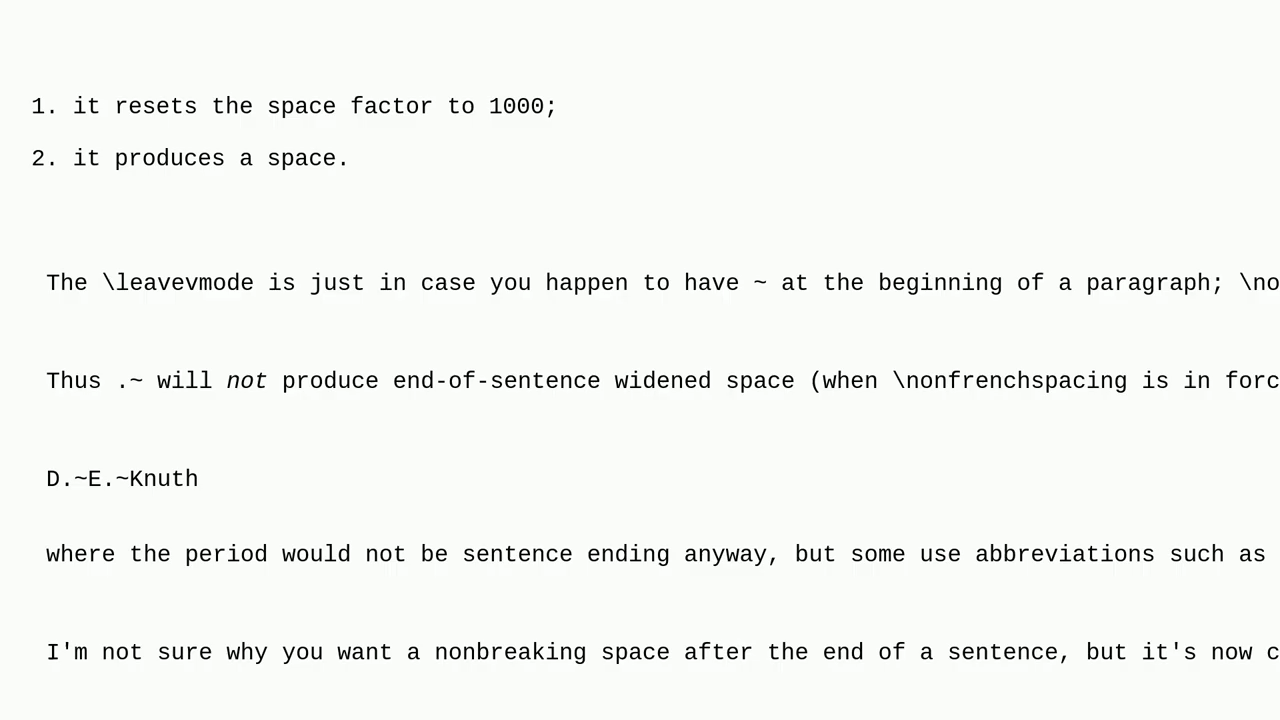 1. it resets the space factor to 1000;
2. it produces a space.
The \leavevmode is just in case you happen to have ~ at the beginning of a paragraph; \no
Thus .~ will not produce end-of-sentence widened space (when \nonfrenchspacing is in forc
D.~E.~Knuth
where the period would not be sentence ending anyway, but some use abbreviations such as
I'm not sure why you want a nonbreaking space after the end of a sentence, but it's now c